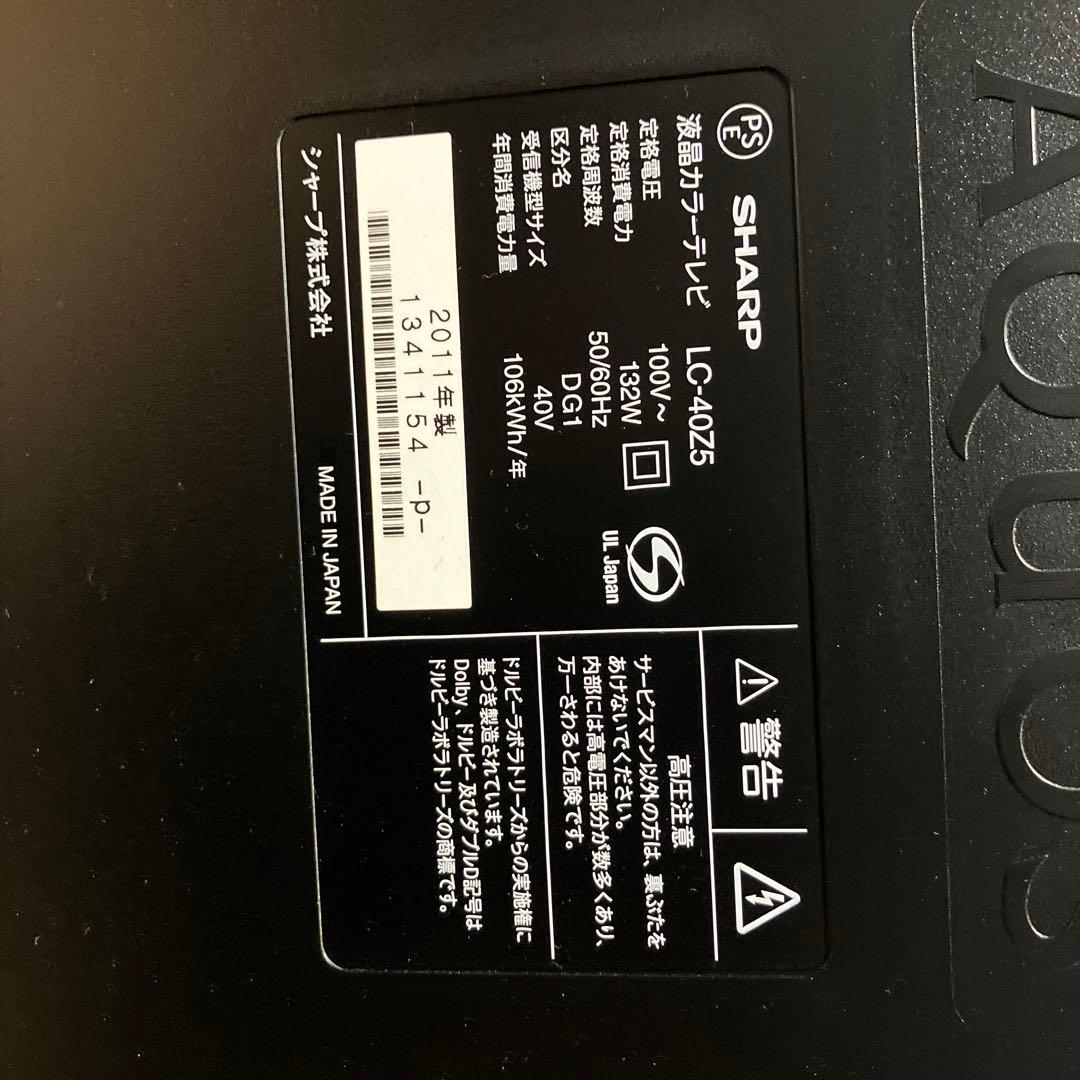 AQUOS
PSE
SHARP
液晶カラーテレビ LC-40Z5
定格電圧 100V～
定格消費電力 132W
定格周波数 50/60Hz
区分名 DG1
受信機型サイズ 40V
年間消費電力量 106kWh/年
UL Japan
2011年製
1341154 -p-
シャープ株式会社 MADE IN JAPAN
警告
高圧注意
サービスマン以外の方は、裏ぶたを
あけないでください。
内部には高電圧部分が数多くあり、
万一さわると危険です。
ドルビーラボラトリーズからの実施権に
基づき製造されています。
Dolby、ドルビー及びダブルD記号は
ドルビーラボラトリーズの商標です。